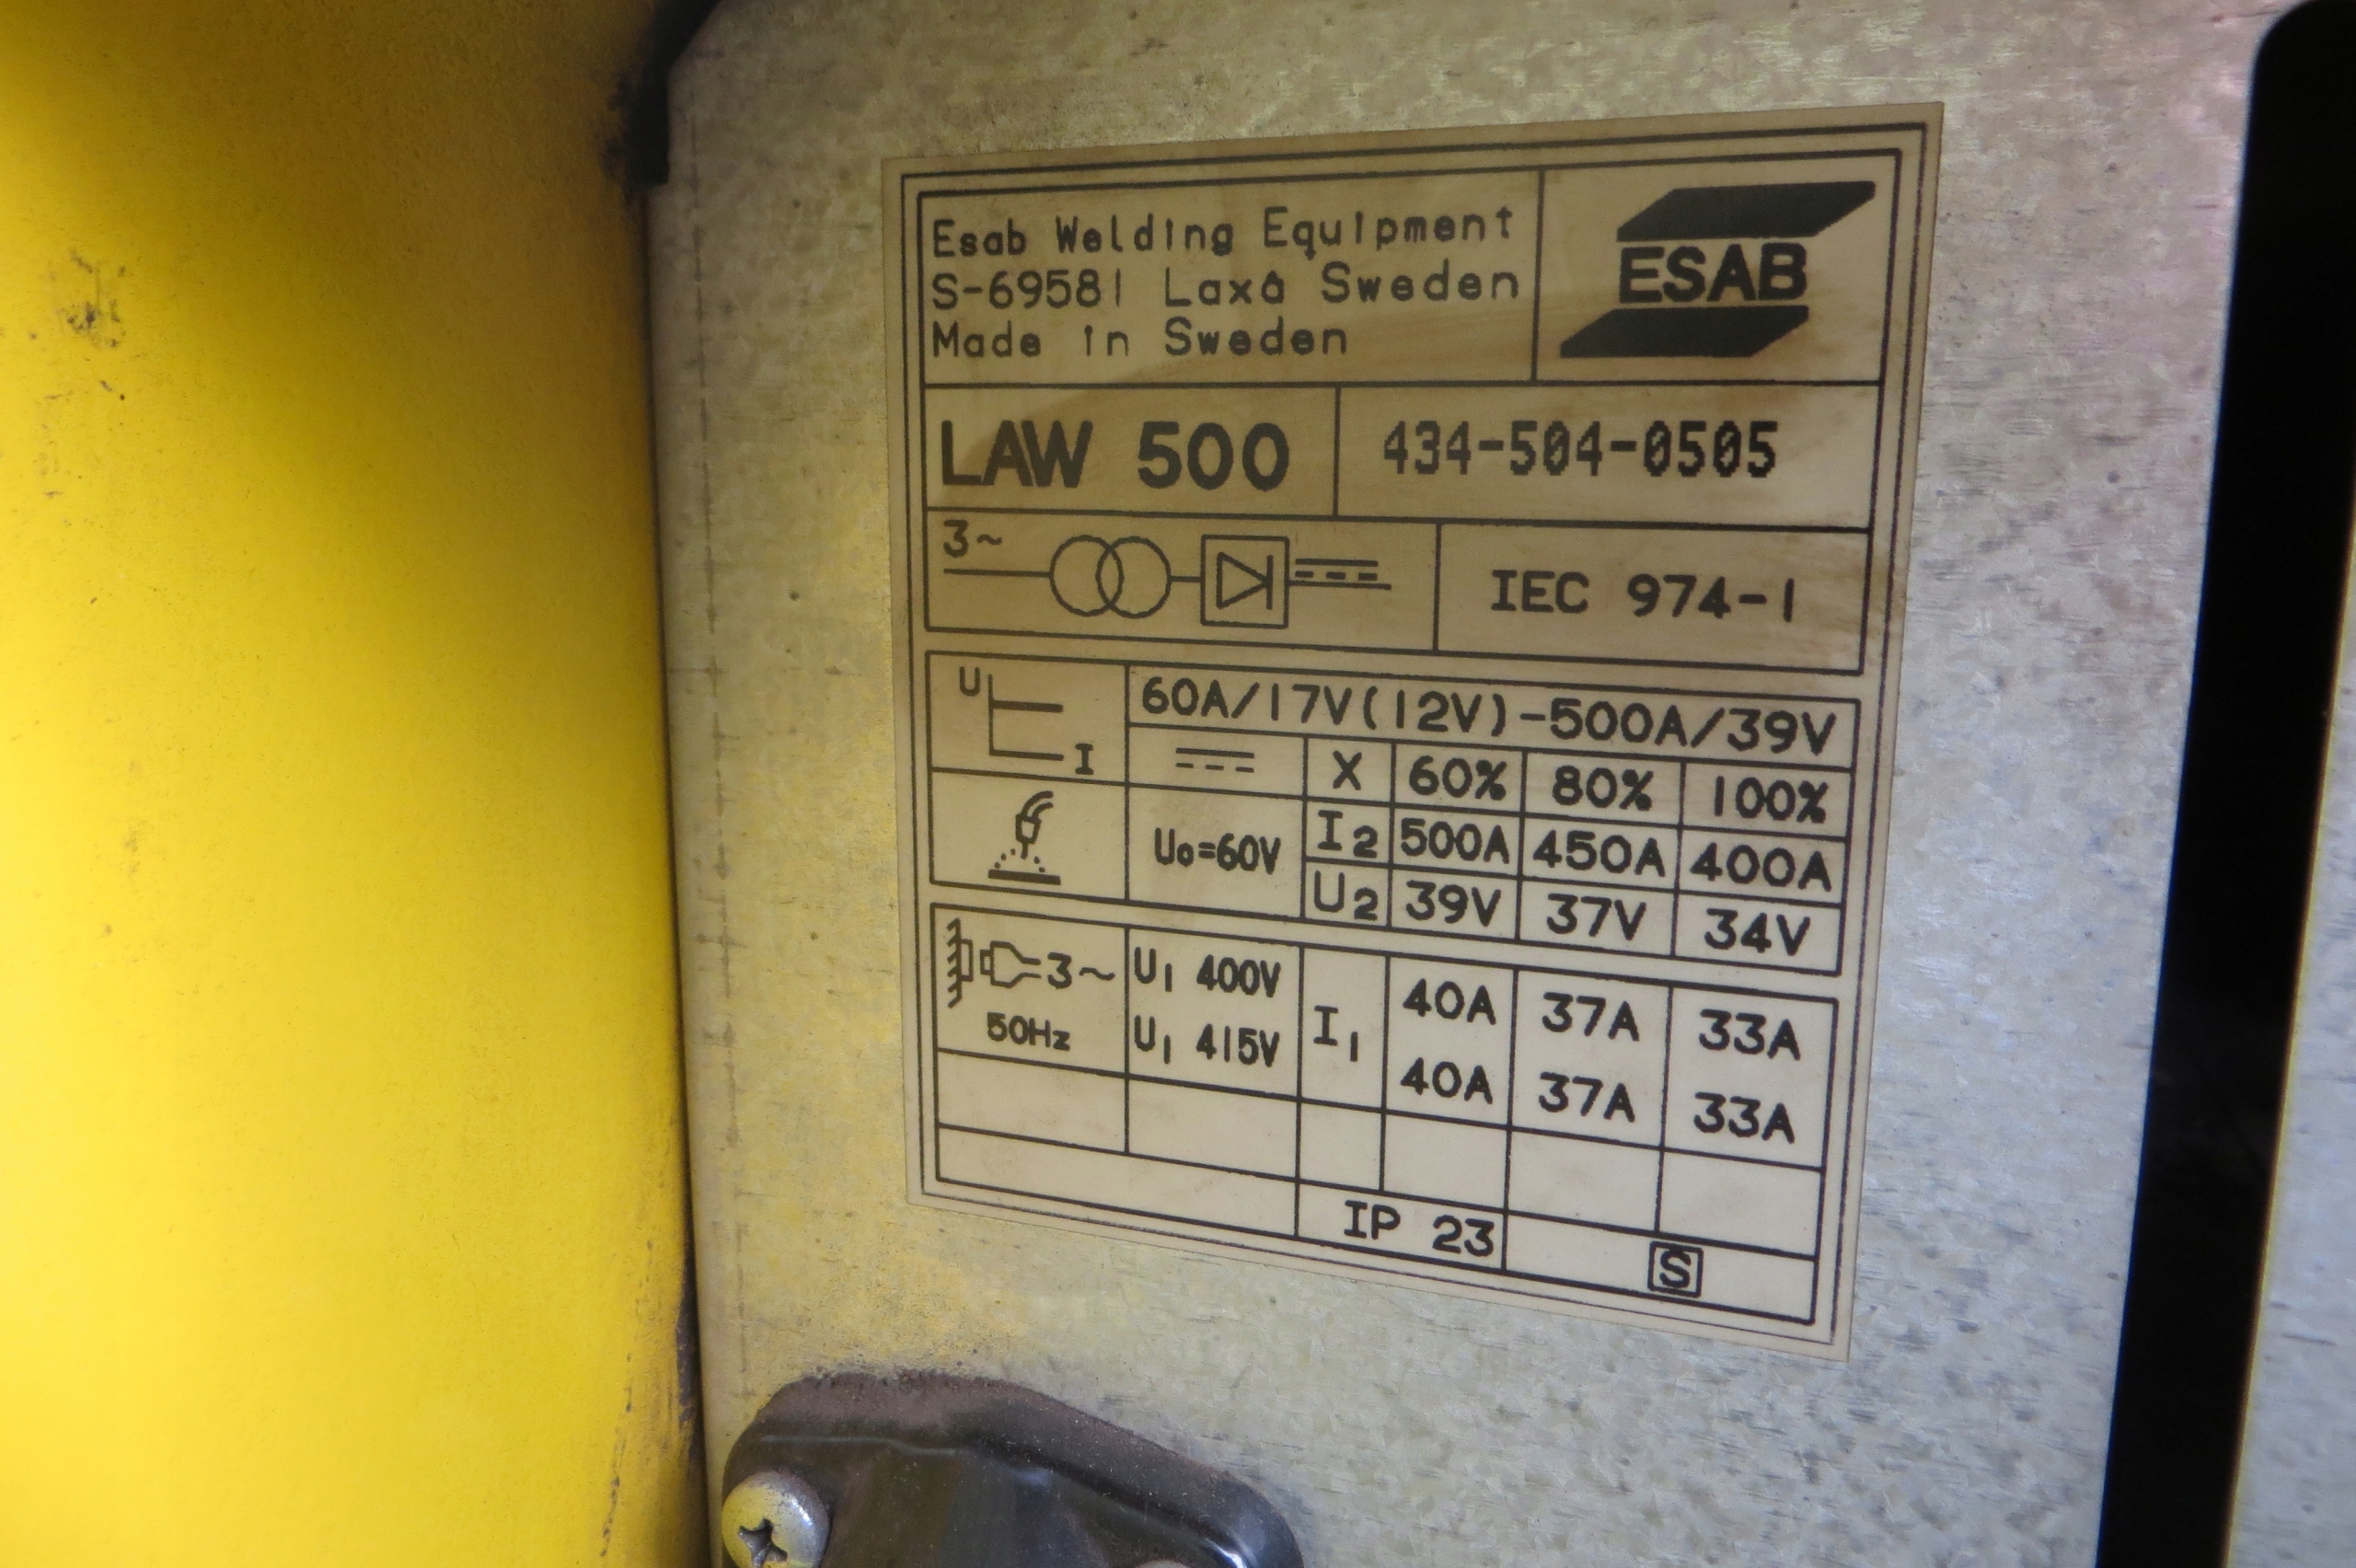 Esab Welding Equipment
S-69581 Laxå Sweden
Made in Sweden
ESAB
LAW 500
434-504-0505
3~
IEC 974-1
U
I
60A/17V(12V)-500A/39V
X 60% 80% 100%
U0=60V
I2 500A 450A 400A
U2 39V 37V 34V
3~
50Hz
U1 400V
U1 415V
I1
40A 37A 33A
40A 37A 33A
IP 23
S